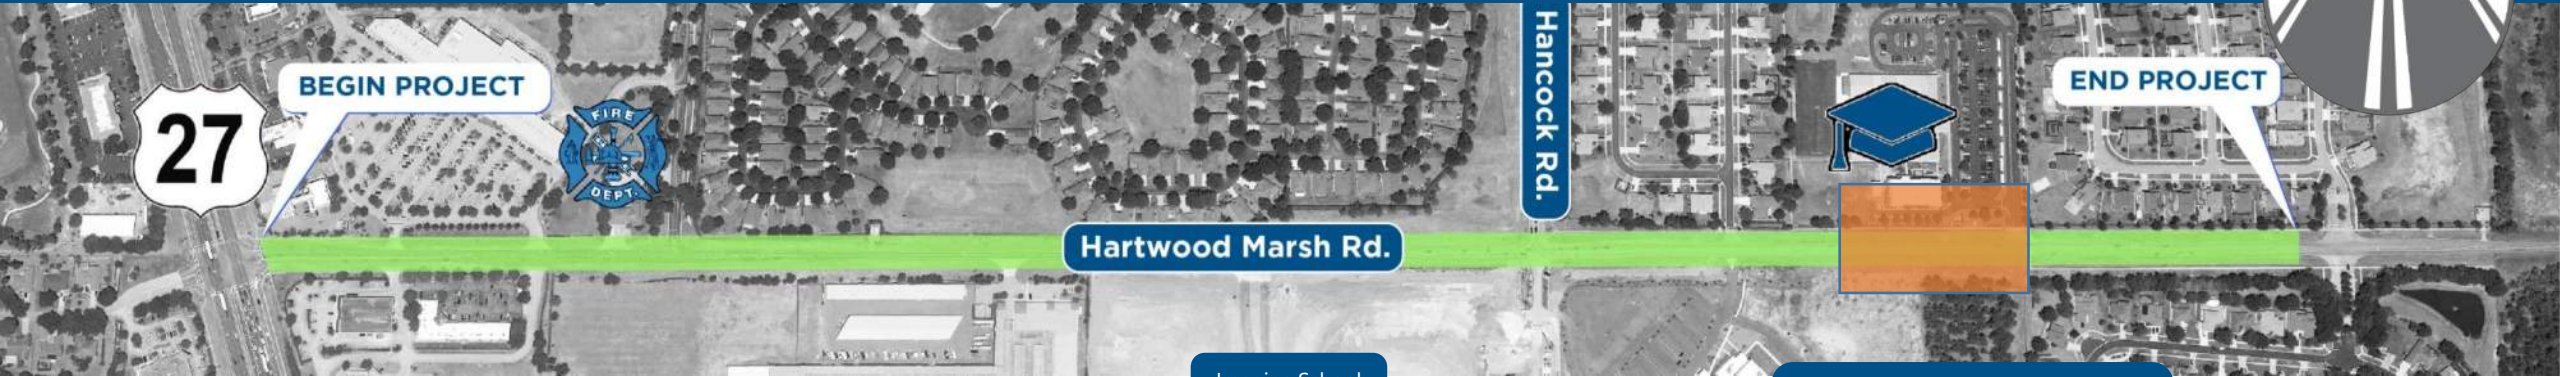 27
BEGIN PROJECT
FIRE
DEPT.
Hartwood Marsh Rd.
Hancock Rd.
END PROJECT